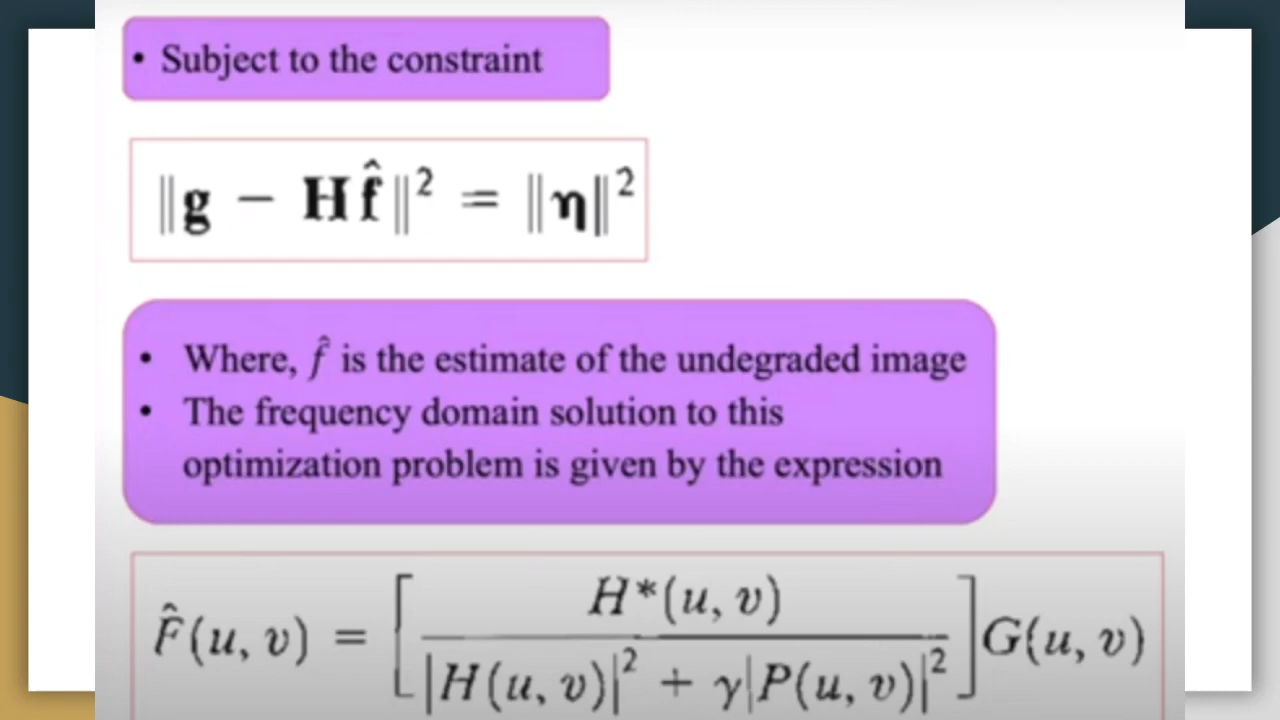 • Subject to the constraint
‖g − Hf̂‖² = ‖η‖²
• Where, f̂ is the estimate of the undegraded image
• The frequency domain solution to this
optimization problem is given by the expression
F̂(u, v) = [ H*(u, v) / |H(u, v)|² + γ|P(u, v)|² ] G(u, v)